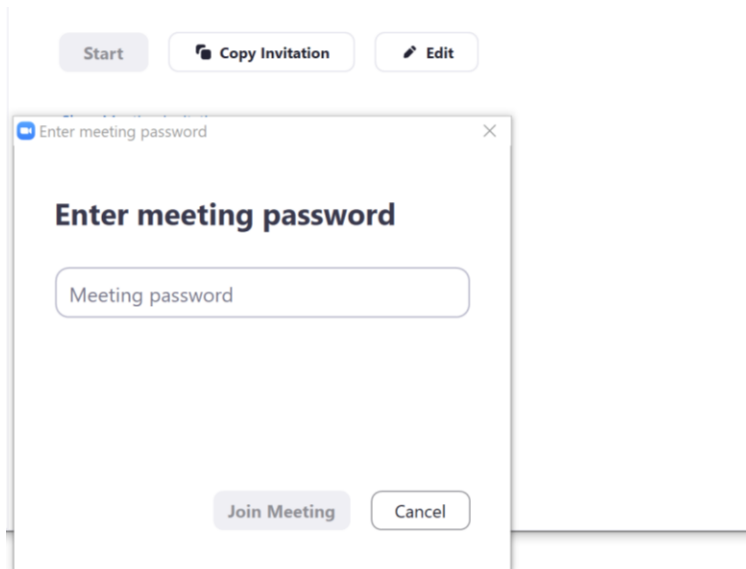 Start
Copy Invitation
Edit
Enter meeting password
Enter meeting password
Meeting password
Join Meeting
Cancel